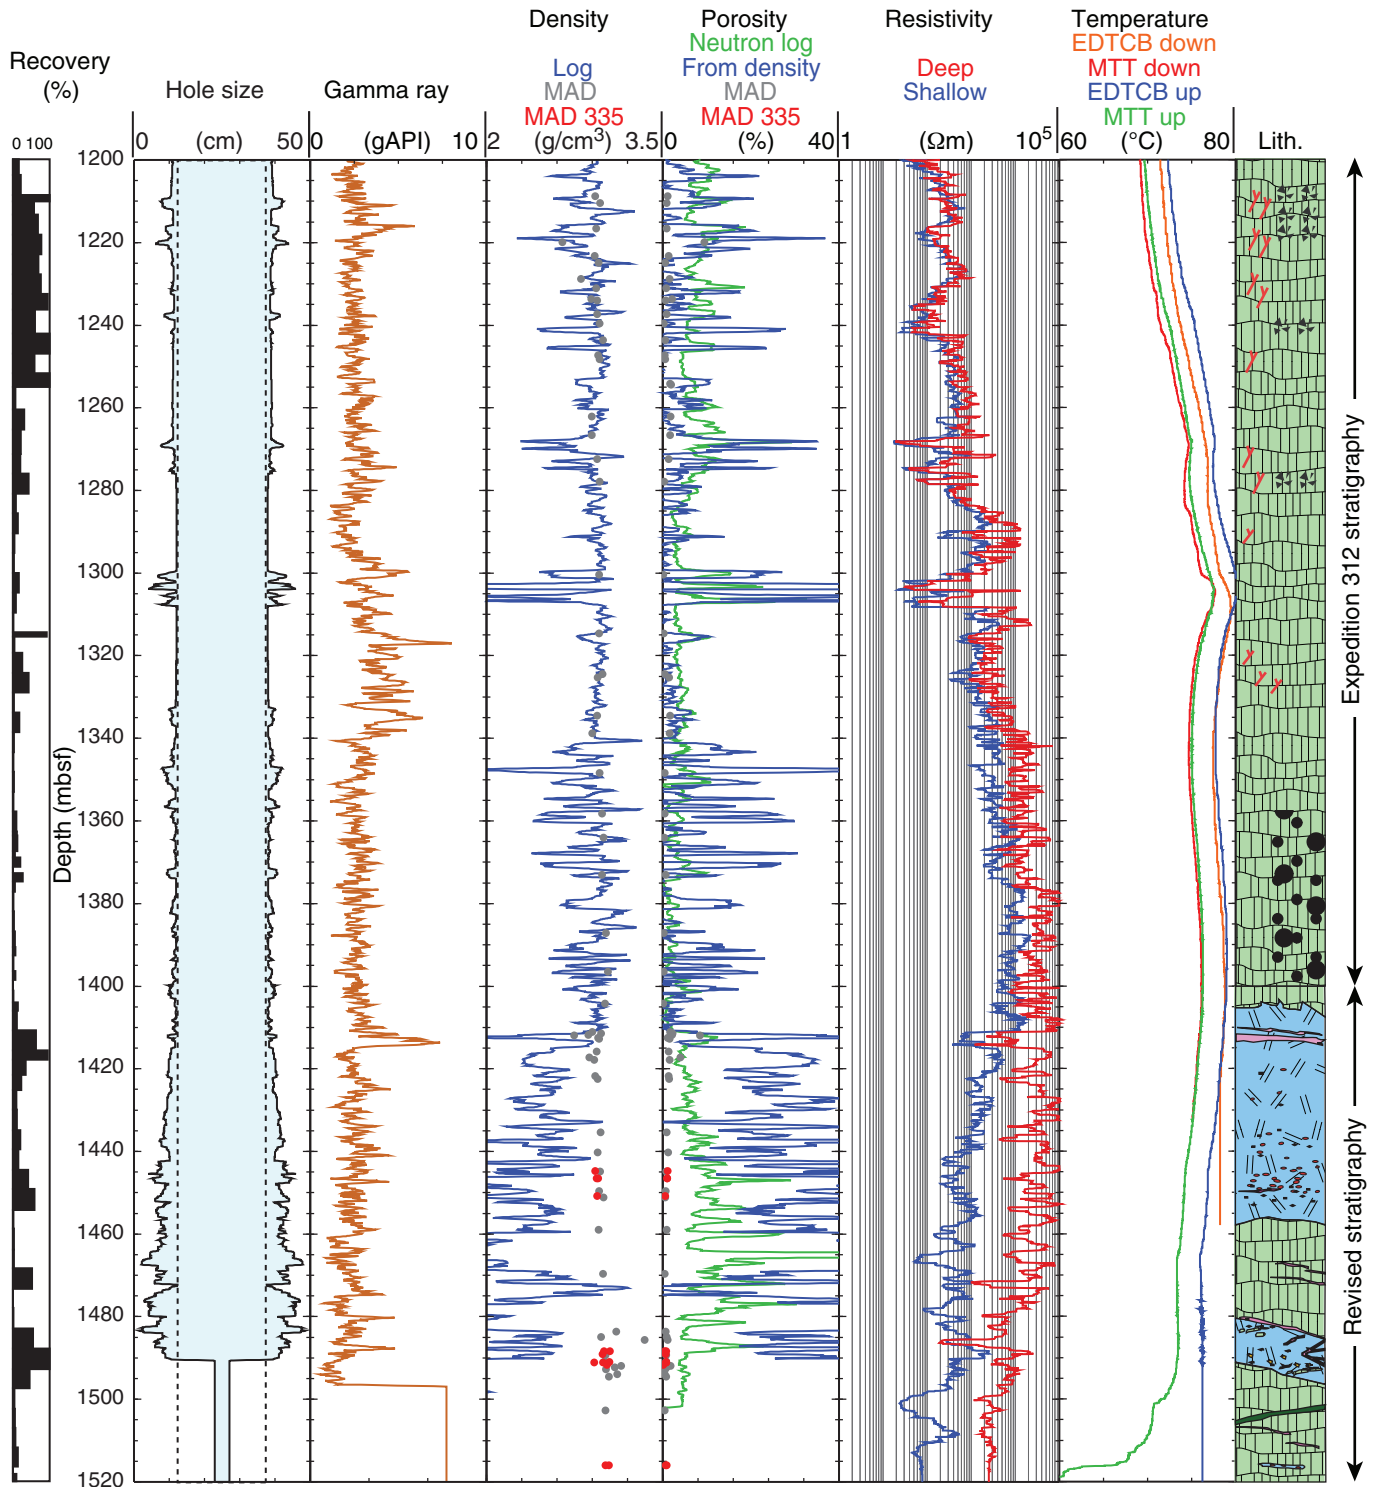 Density
Porosity
Resistivity
Temperature
Neutron log
EDTCB down
Recovery
(%)
Hole size
Gamma ray
Log
From density
Deep
MTT down
MAD
MAD
Shallow
EDTCB up
MAD 335
MAD 335
MTT up
0 100
0 (cm) 50
0 (gAPI) 10
2 (g/cm³) 3.5
0 (%) 40
1 (Ωm) 10⁵
60 (°C) 80
Lith.
1200
1220
1240
1260
1280
1300
1320
1340
1360
1380
1400
1420
1440
1460
1480
1500
1520
Depth (mbsf)
Expedition 312 stratigraphy
Revised stratigraphy